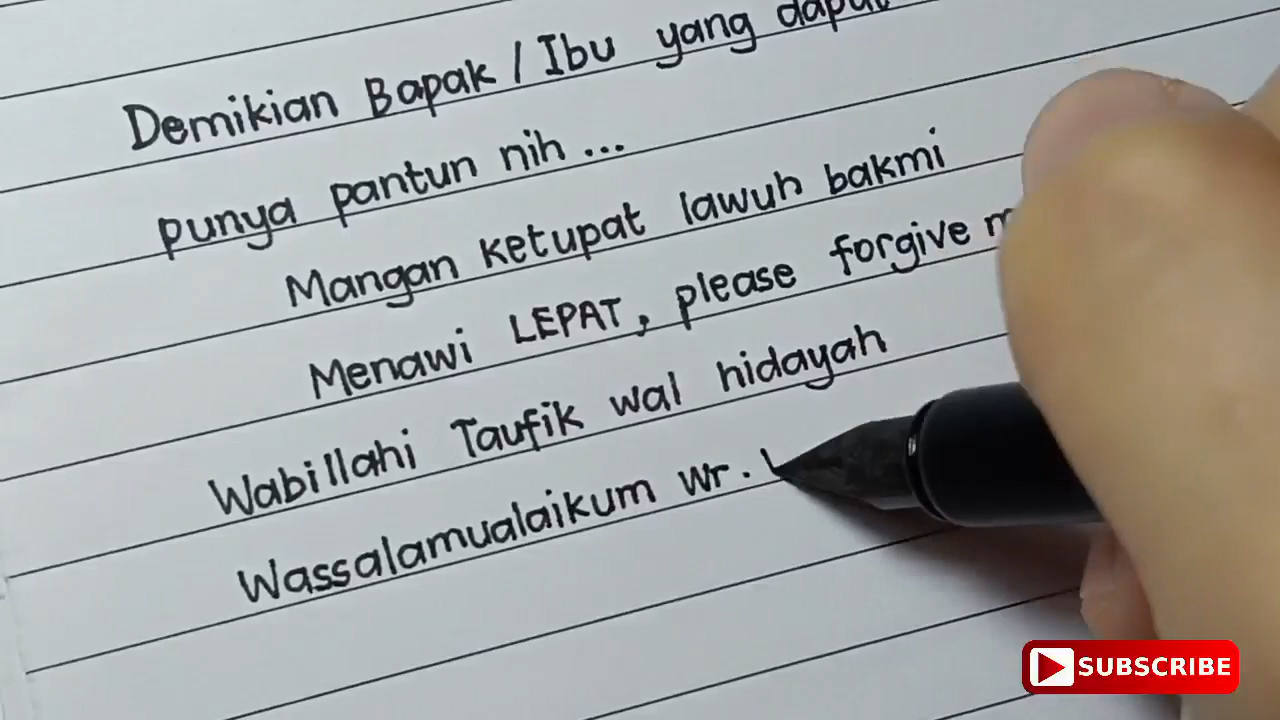 Demikian Bapak / Ibu yang dapat
punya pantun nih ...
Mangan ketupat lawuh bakmi
Menawi LEPAT, please forgive
Wabillahi Taufik wal hidayah
Wassalamualaikum Wr.
SUBSCRIBE